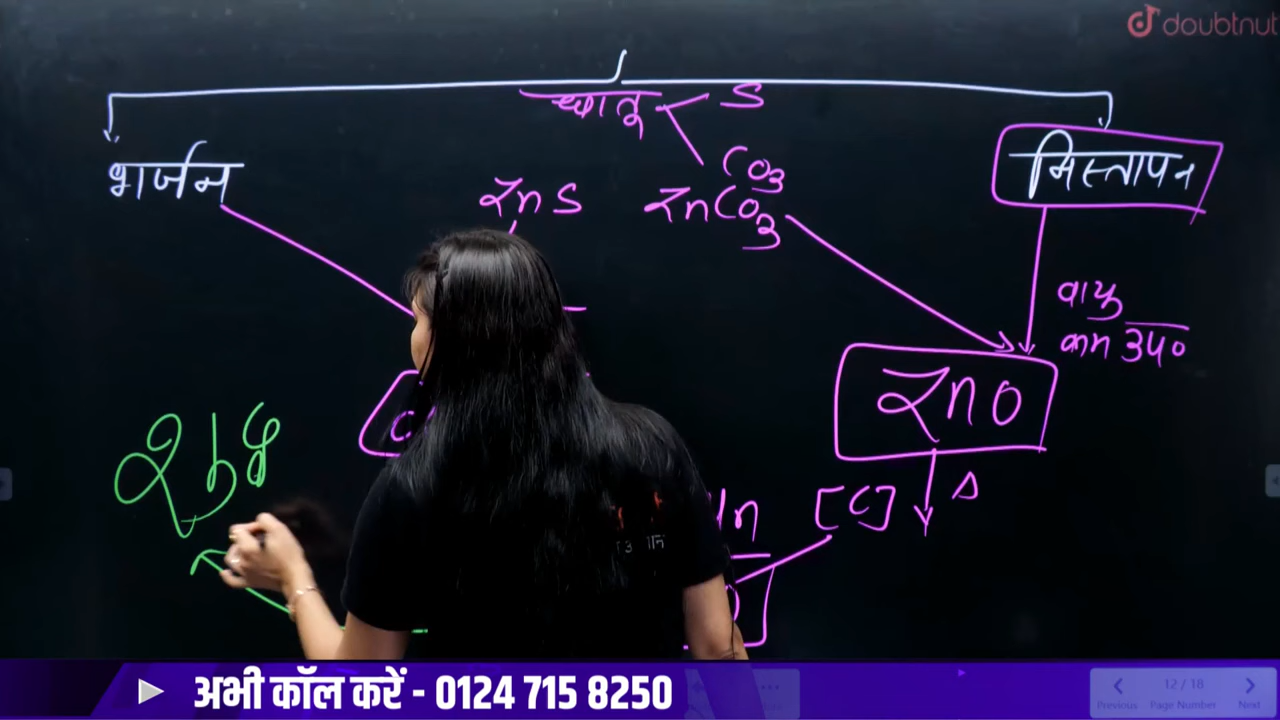 doubtnut
धातू S
CO3
भर्जन
ZnS
ZnCO3
निस्तापन
वायु
कम उप०
ZnO
[C] Δ
अभी कॉल करें - 0124 715 8250
12 / 18
Previous Page Number Next